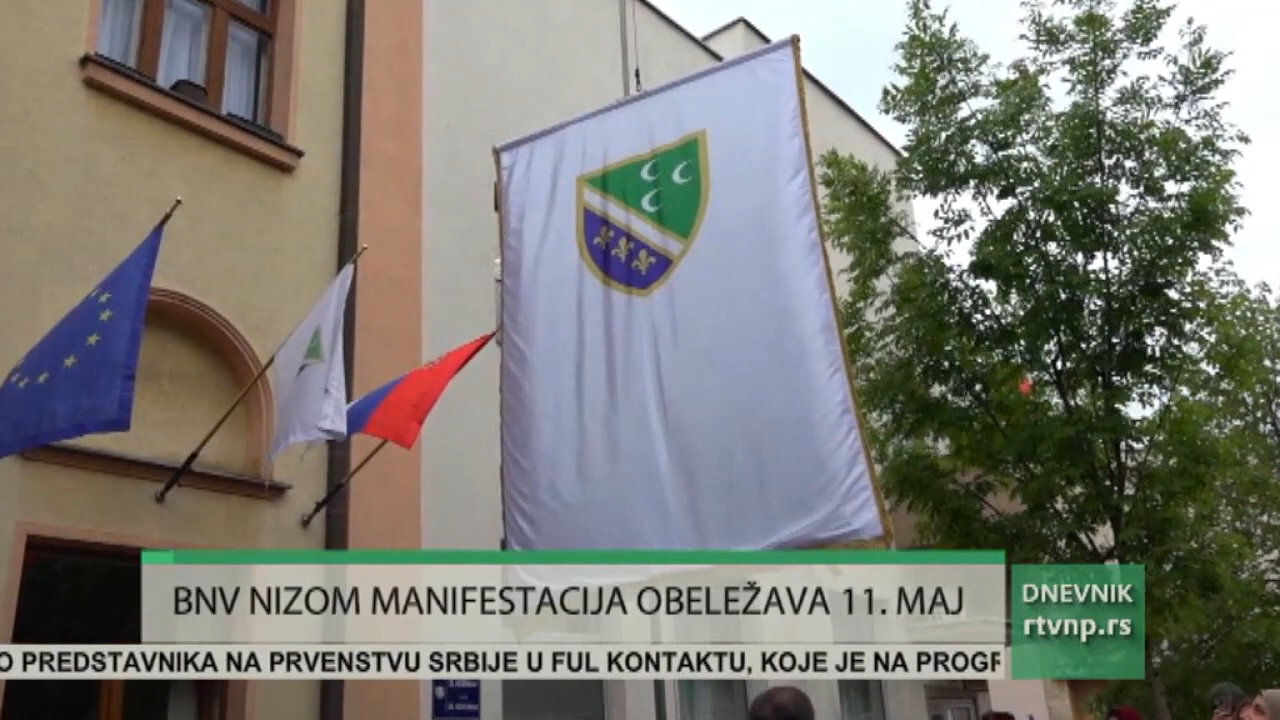 BNV NIZOM MANIFESTACIJA OBELEŽAVA 11. MAJ
DNEVNIK
rtvnp.rs
O PREDSTAVNIKA NA PRVENSTVU SRBIJE U FUL KONTAKTU, KOJE JE NA PROGR